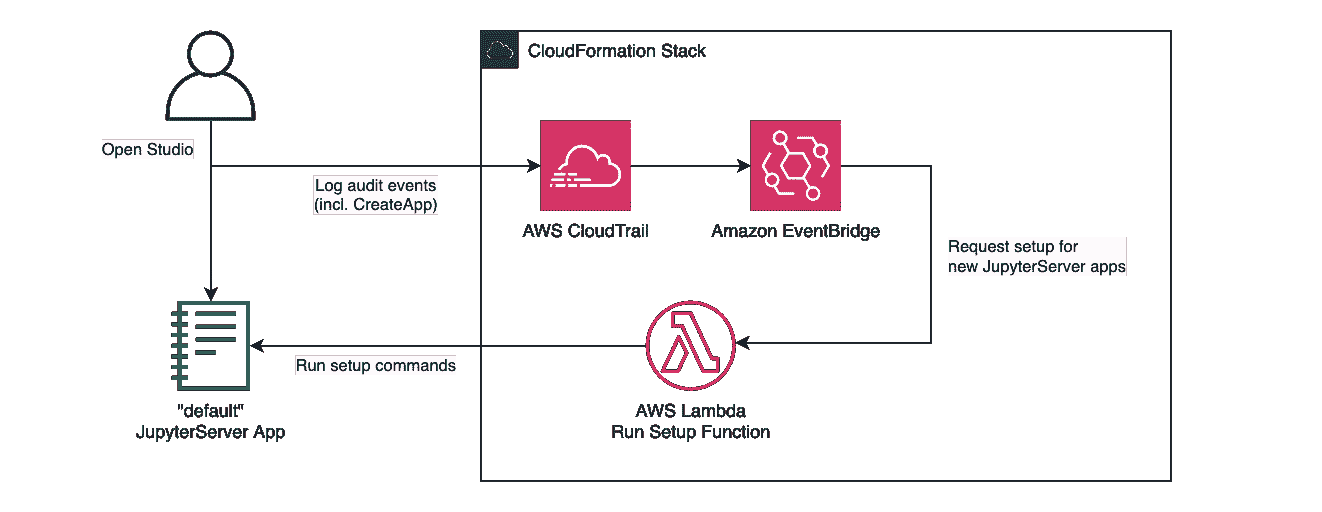 CloudFormation Stack
Open Studio
Log audit events
(incl. CreateApp)
AWS CloudTrail
Amazon EventBridge
Request setup for
new JupyterServer apps
Run setup commands
"default"
JupyterServer App
AWS Lambda
Run Setup Function